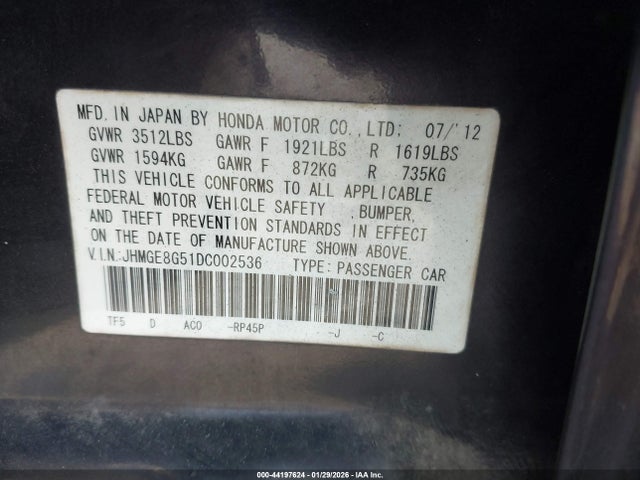 MFD. IN JAPAN BY HONDA MOTOR CO.,LTD: 07/'12
GVWR 3512LBS GAWR F 1921LBS R 1619LBS
GVWR 1594KG GAWR F 872KG R 735KG
THIS VEHICLE CONFORMS TO ALL APPLICABLE
FEDERAL MOTOR VEHICLE SAFETY ,BUMPER,
AND THEFT PREVENTION STANDARDS IN EFFECT
ON THE DATE OF MANUFACTURE SHOWN ABOVE.
V.I.N:JHMGE8G51DC002536 TYPE: PASSENGER CAR
TF5 D AC0 -RP45P -J -C
000-44197624 | 01/29/2026 | IAA Inc.